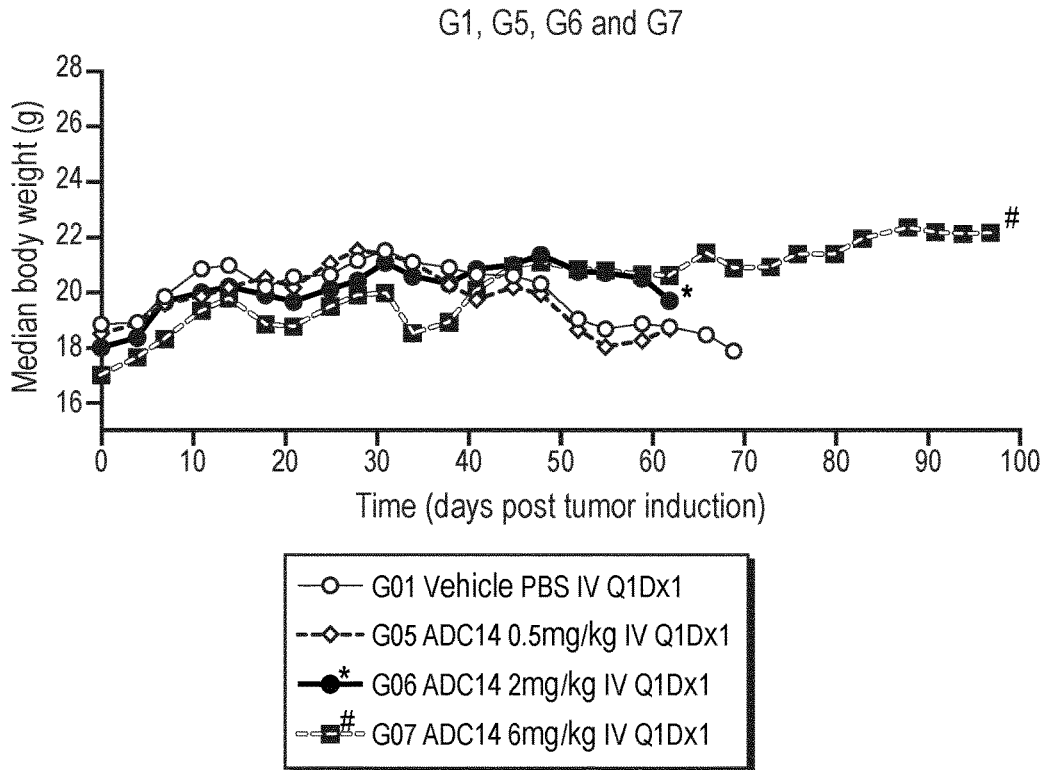 G1, G5, G6 and G7
28
26
24
22
20
18
16
Median body weight (g)
#
*
0 10 20 30 40 50 60 70 80 90 100
Time (days post tumor induction)
G01 Vehicle PBS IV Q1Dx1
G05 ADC14 0.5mg/kg IV Q1Dx1
* G06 ADC14 2mg/kg IV Q1Dx1
# G07 ADC14 6mg/kg IV Q1Dx1